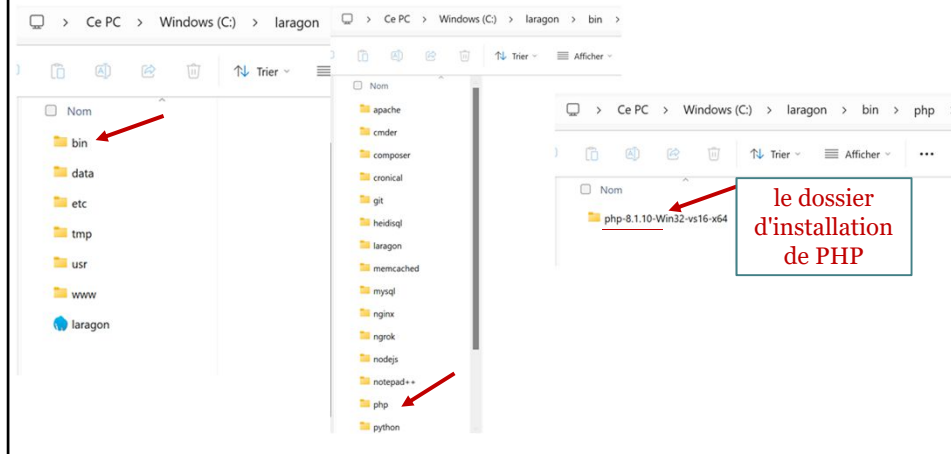 Ce PC > Windows (C:) > laragon
Trier
Nom
bin
data
etc
tmp
usr
www
laragon
Ce PC > Windows (C:) > laragon > bin >
Trier
Afficher
Nom
apache
cmder
composer
cronical
git
heidisql
laragon
memcached
mysql
nginx
ngrok
nodejs
notepad++
php
python
Ce PC > Windows (C:) > laragon > bin > php
Trier
Afficher
...
Nom
php-8.1.10-Win32-vs16-x64
le dossier
d'installation
de PHP